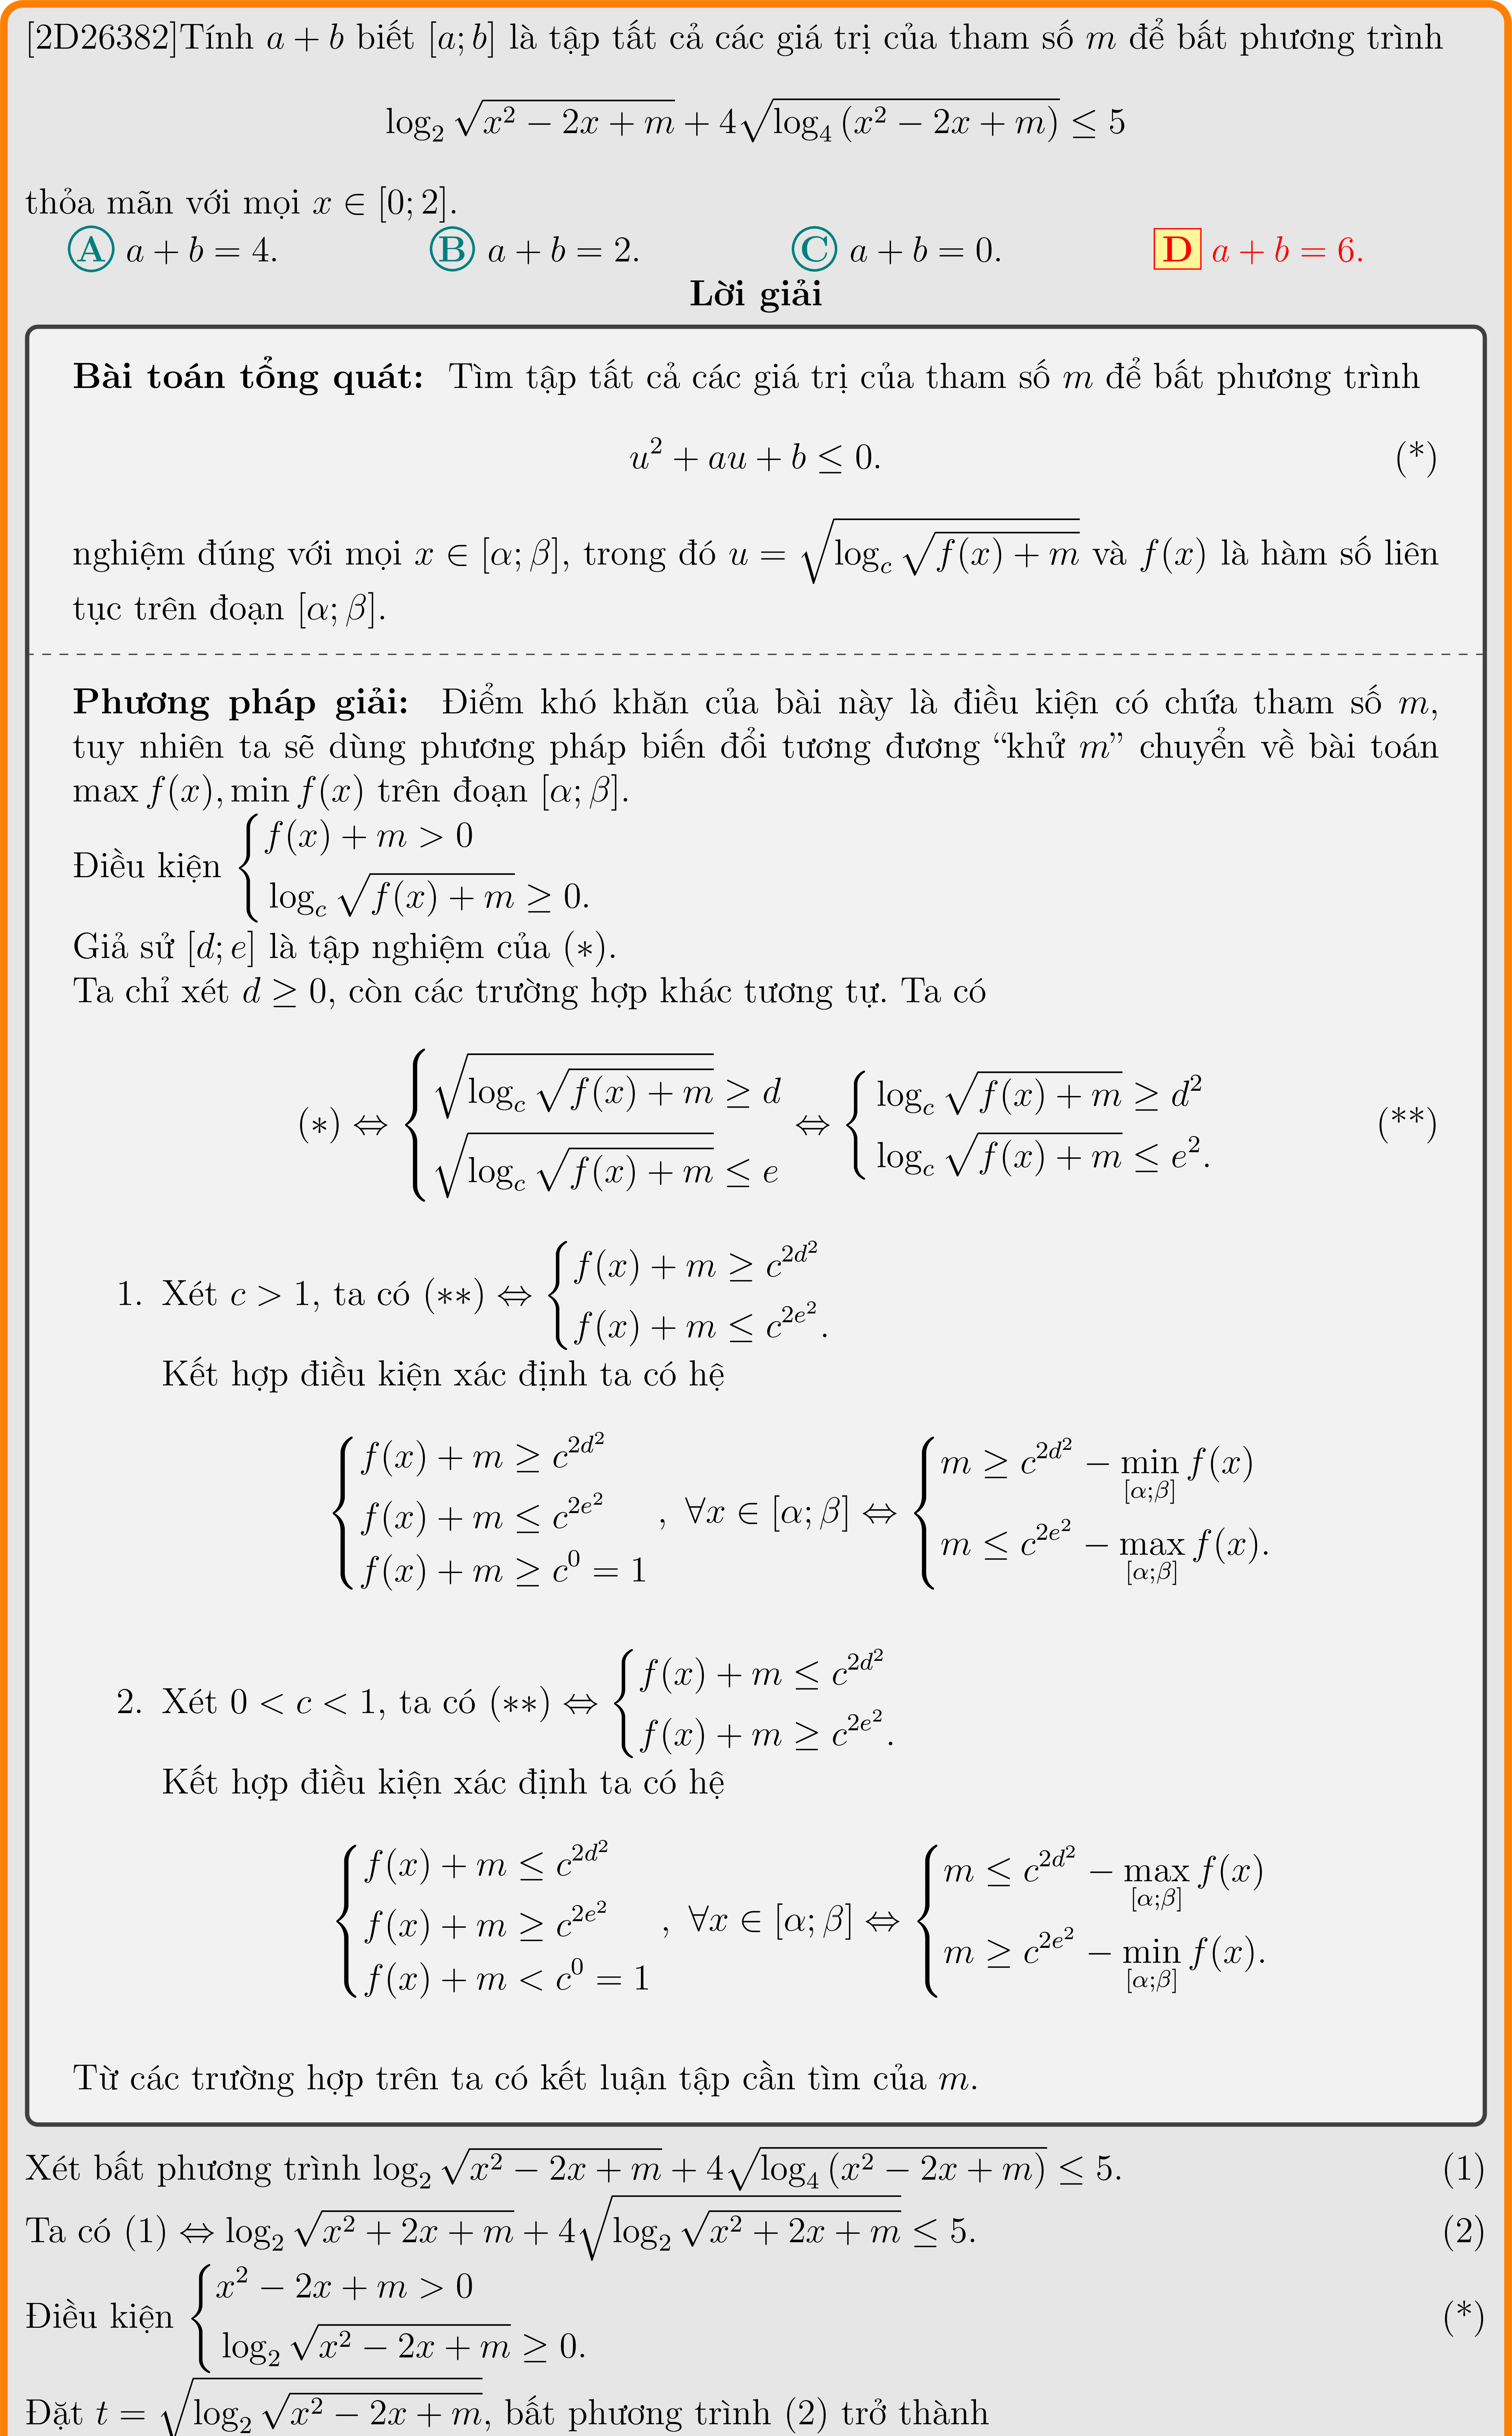 [2D26382]Tính $a + b$ biết $[a; b]$ là tập tất cả các giá trị của tham số $m$ để bất phương trình
$\log_2 \sqrt{x^2 - 2x + m} + 4\sqrt{\log_4 (x^2 - 2x + m)} \leq 5$
thỏa mãn với mọi $x \in [0; 2]$.
A $a + b = 4.$ B $a + b = 2.$ C $a + b = 0.$ D $a + b = 6.$
Lời giải
Bài toán tổng quát: Tìm tập tất cả các giá trị của tham số $m$ để bất phương trình
$u^2 + au + b \leq 0.$ (*)
nghiệm đúng với mọi $x \in [\alpha; \beta]$, trong đó $u = \sqrt{\log_c \sqrt{f(x) + m}}$ và $f(x)$ là hàm số liên
tục trên đoạn $[\alpha; \beta]$.
Phương pháp giải: Điểm khó khăn của bài này là điều kiện có chứa tham số $m$,
tuy nhiên ta sẽ dùng phương pháp biến đổi tương đương “khử $m$” chuyển về bài toán
$\max f(x), \min f(x)$ trên đoạn $[\alpha; \beta]$.
Điều kiện $\begin{cases} f(x) + m > 0 \\ \log_c \sqrt{f(x) + m} \geq 0. \end{cases}$
Giả sử $[d; e]$ là tập nghiệm của $(*)$.
Ta chỉ xét $d \geq 0$, còn các trường hợp khác tương tự. Ta có
$(*) \Leftrightarrow \begin{cases} \sqrt{\log_c \sqrt{f(x) + m}} \geq d \\ \sqrt{\log_c \sqrt{f(x) + m}} \leq e \end{cases} \Leftrightarrow \begin{cases} \log_c \sqrt{f(x) + m} \geq d^2 \\ \log_c \sqrt{f(x) + m} \leq e^2. \end{cases}$ (**)
1. Xét $c > 1$, ta có $(**) \Leftrightarrow \begin{cases} f(x) + m \geq c^{2d^2} \\ f(x) + m \leq c^{2e^2}. \end{cases}$
Kết hợp điều kiện xác định ta có hệ
$\begin{cases} f(x) + m \geq c^{2d^2} \\ f(x) + m \leq c^{2e^2} \\ f(x) + m \geq c^0 = 1 \end{cases}, \forall x \in [\alpha; \beta] \Leftrightarrow \begin{cases} m \geq c^{2d^2} - \min_{[\alpha;\beta]} f(x) \\ m \leq c^{2e^2} - \max_{[\alpha;\beta]} f(x). \end{cases}$
2. Xét $0 < c < 1$, ta có $(**) \Leftrightarrow \begin{cases} f(x) + m \leq c^{2d^2} \\ f(x) + m \geq c^{2e^2}. \end{cases}$
Kết hợp điều kiện xác định ta có hệ
$\begin{cases} f(x) + m \leq c^{2d^2} \\ f(x) + m \geq c^{2e^2} \\ f(x) + m < c^0 = 1 \end{cases}, \forall x \in [\alpha; \beta] \Leftrightarrow \begin{cases} m \leq c^{2d^2} - \max_{[\alpha;\beta]} f(x) \\ m \geq c^{2e^2} - \min_{[\alpha;\beta]} f(x). \end{cases}$
Từ các trường hợp trên ta có kết luận tập cần tìm của $m$.
Xét bất phương trình $\log_2 \sqrt{x^2 - 2x + m} + 4\sqrt{\log_4 (x^2 - 2x + m)} \leq 5.$ (1)
Ta có (1) $\Leftrightarrow \log_2 \sqrt{x^2 + 2x + m} + 4\sqrt{\log_2 \sqrt{x^2 + 2x + m}} \leq 5.$ (2)
Điều kiện $\begin{cases} x^2 - 2x + m > 0 \\ \log_2 \sqrt{x^2 - 2x + m} \geq 0. \end{cases}$ (*)
Đặt $t = \sqrt{\log_2 \sqrt{x^2 - 2x + m}}$, bất phương trình (2) trở thành